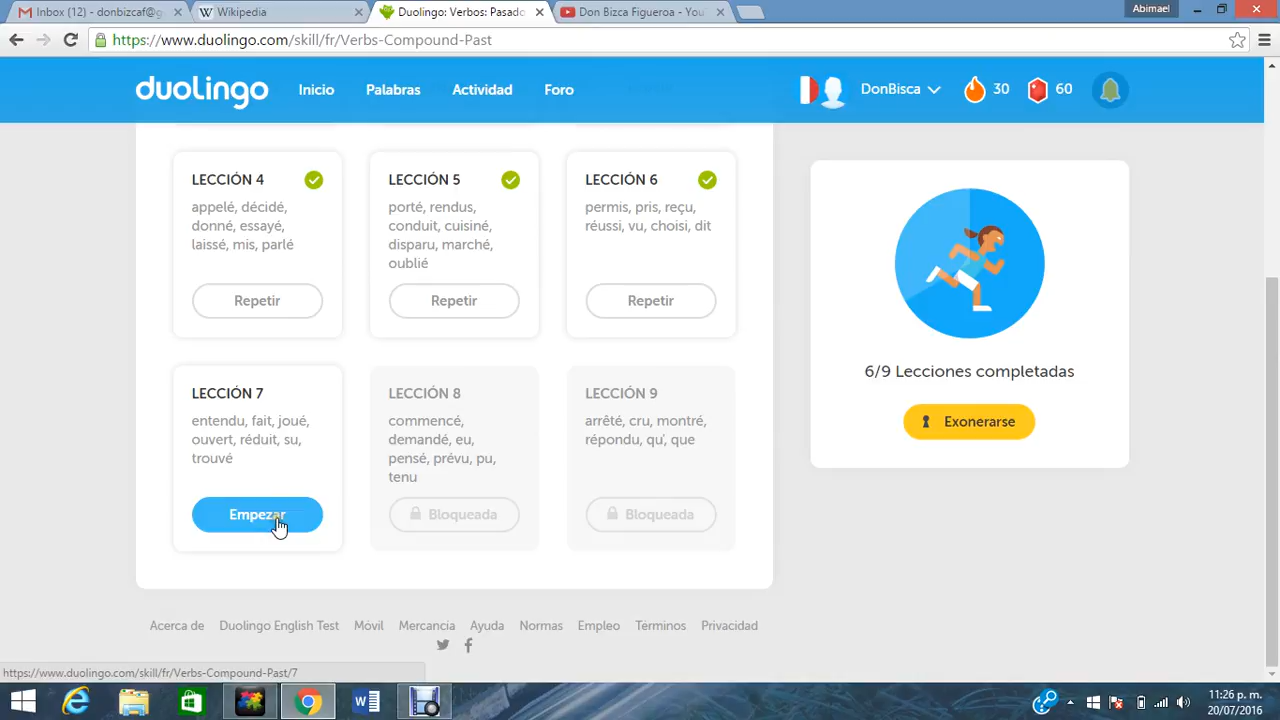 Inbox (12) - donbizcaf@g
Wikipedia
Duolingo: Verbos: Pasado
Don Bizca Figueroa - You
Abimael
https://www.duolingo.com/skill/fr/Verbs-Compound-Past
duolingo
Inicio
Palabras
Actividad
Foro
DonBisca
30
60
LECCIÓN 4
appelé, décidé,
donné, essayé,
laissé, mis, parlé
Repetir
LECCIÓN 5
porté, rendus,
conduit, cuisiné,
disparu, marché,
oublié
Repetir
LECCIÓN 6
permis, pris, reçu,
réussi, vu, choisi, dit
Repetir
LECCIÓN 7
entendu, fait, joué,
ouvert, réduit, su,
trouvé
Empezar
LECCIÓN 8
commencé,
demandé, eu,
pensé, prévu, pu,
tenu
Bloqueada
LECCIÓN 9
arrêté, cru, montré,
répondu, qu', que
Bloqueada
6/9 Lecciones completadas
Exonerarse
Acerca de Duolingo English Test Móvil Mercancia Ayuda Normas Empleo Términos Privacidad
https://www.duolingo.com/skill/fr/Verbs-Compound-Past/7
11:26 p. m.
20/07/2016